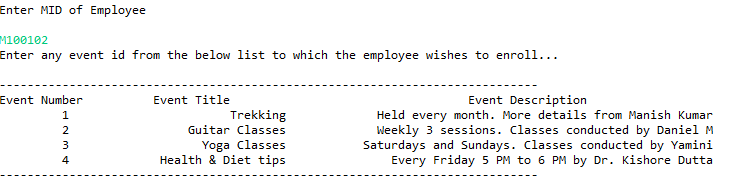 Enter MID of Employee
M100102
Enter any event id from the below list to which the employee wishes to enroll...
-----------------------------------------------------------------------------
Event Number Event Title Event Description
1 Trekking Held every month. More details from Manish Kumar
2 Guitar Classes Weekly 3 sessions. Classes conducted by Daniel M
3 Yoga Classes Saturdays and Sundays. Classes conducted by Yamini
4 Health & Diet tips Every Friday 5 PM to 6 PM by Dr. Kishore Dutta
-----------------------------------------------------------------------------